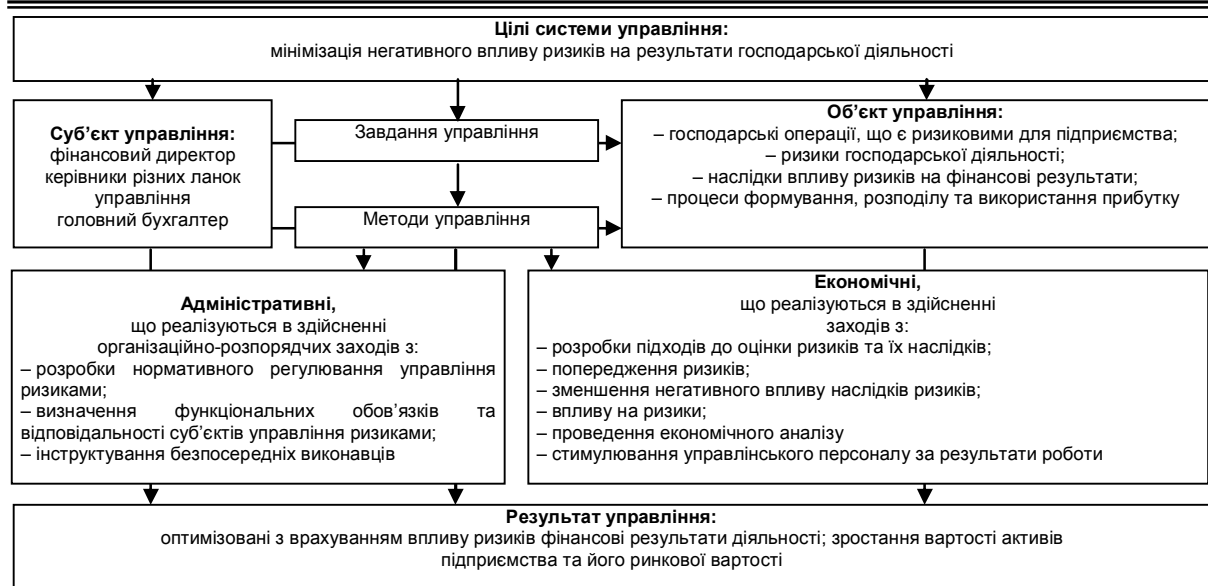 Цілі системи управління:
мінімізація негативного впливу ризиків на результати господарської діяльності
Суб’єкт управління:
фінансовий директор
керівники різних ланок
управління
головний бухгалтер
Завдання управління
Методи управління
Об’єкт управління:
– господарські операції, що є ризиковими для підприємства;
– ризики господарської діяльності;
– наслідки впливу ризиків на фінансові результати;
– процеси формування, розподілу та використання прибутку
Адміністративні,
що реалізуються в здійсненні
організаційно-розпорядчих заходів з:
– розробки нормативного регулювання управління
ризиками;
– визначення функціональних обов’язків та
відповідальності суб’єктів управління ризиками;
– інструктування безпосередніх виконавців
Економічні,
що реалізуються в здійсненні
заходів з:
– розробки підходів до оцінки ризиків та їх наслідків;
– попередження ризиків;
– зменшення негативного впливу наслідків ризиків;
– впливу на ризики;
– проведення економічного аналізу
– стимулювання управлінського персоналу за результати роботи
Результат управління:
оптимізовані з врахуванням впливу ризиків фінансові результати діяльності; зростання вартості активів
підприємства та його ринкової вартості